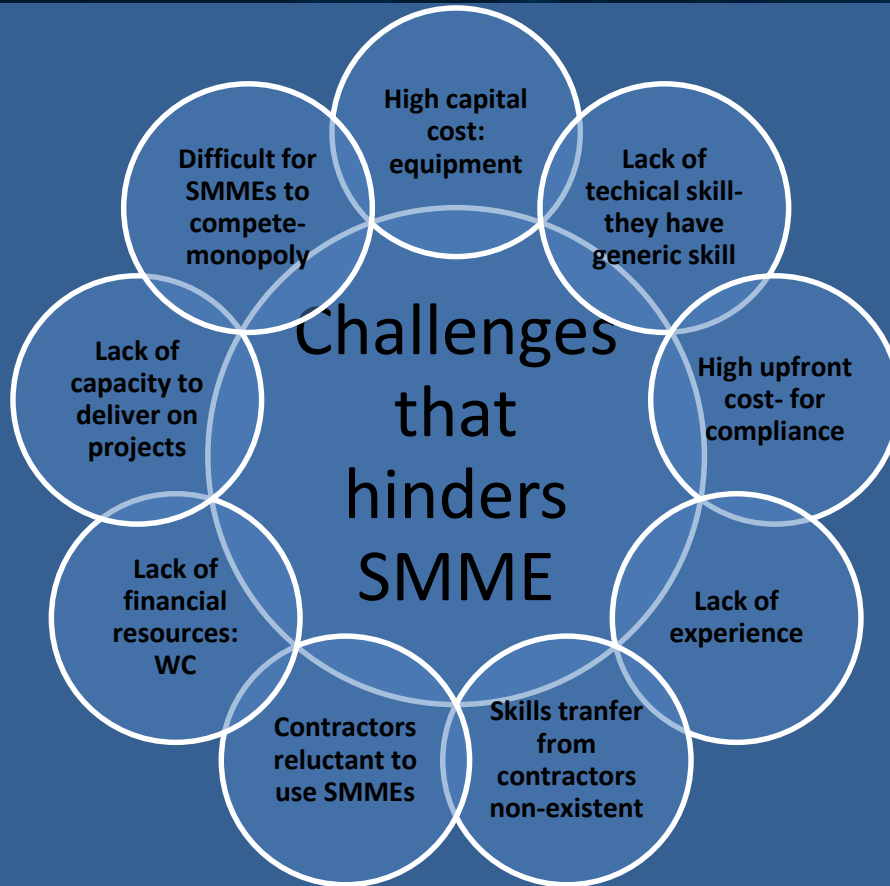 High capital
cost:
equipment
Lack of
techical skill-
they have
generic skill
High upfront
cost- for
compliance
Lack of
experience
Skills tranfer
from
contractors
non-existent
Contractors
reluctant to
use SMMEs
Lack of
financial
resources:
WC
Lack of
capacity to
deliver on
projects
Difficult for
SMMEs to
compete-
monopoly
Challenges
that
hinders
SMME